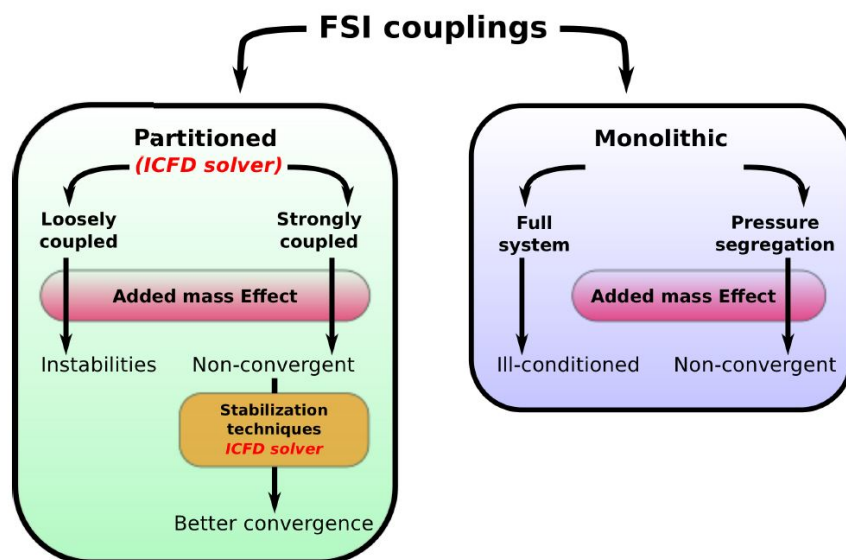 FSI couplings
Partitioned
(ICFD solver)
Loosely
coupled
Strongly
coupled
Added mass Effect
Instabilities
Non-convergent
Stabilization
techniques
ICFD solver
Better convergence
Monolithic
Full
system
Pressure
segregation
Added mass Effect
Ill-conditioned
Non-convergent